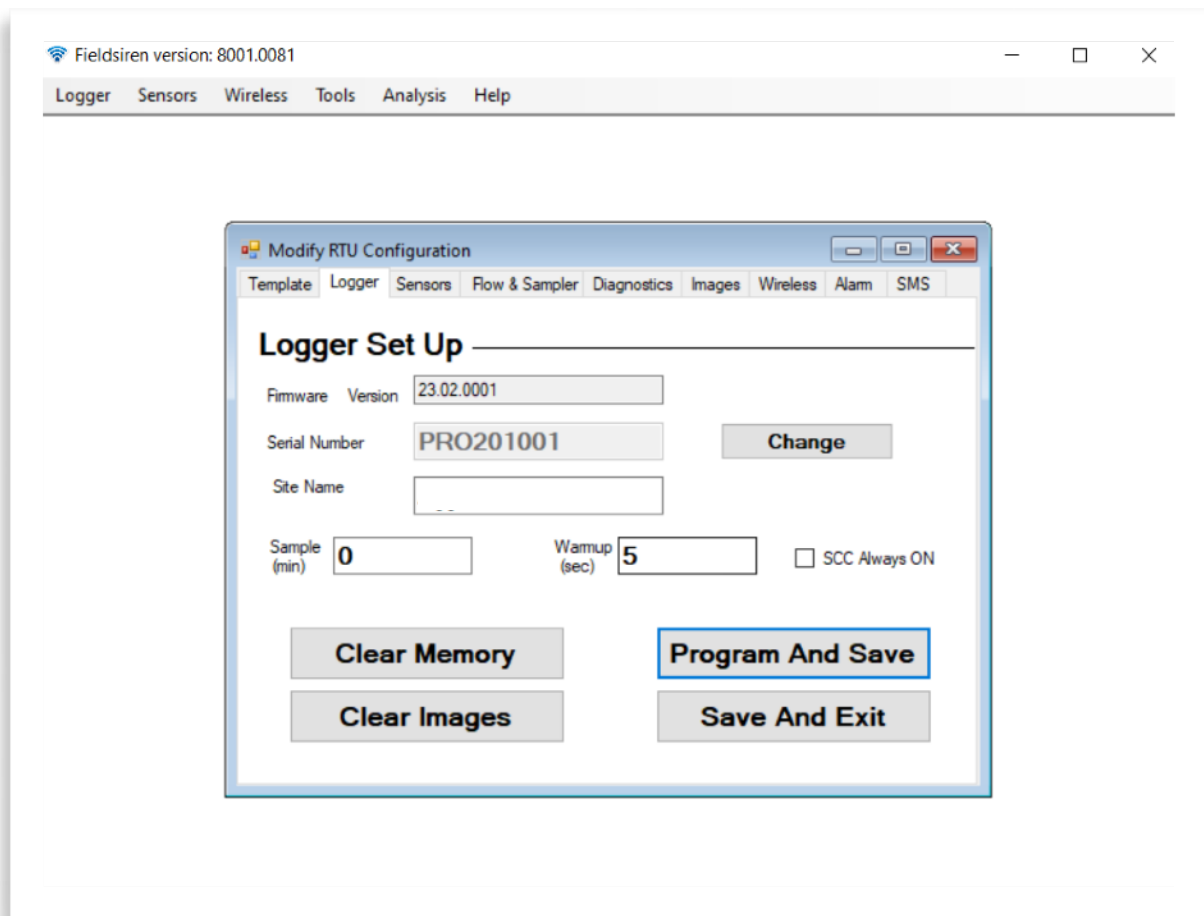 Fieldsiren version: 8001.0081
Logger Sensors Wireless Tools Analysis Help
Modify RTU Configuration
Template Logger Sensors Flow & Sampler Diagnostics Images Wireless Alarm SMS
Logger Set Up
Firmware Version 23.02.0001
Serial Number PRO201001 Change
Site Name
Sample (min) 0 Warmup (sec) 5 SCC Always ON
Clear Memory Program And Save
Clear Images Save And Exit